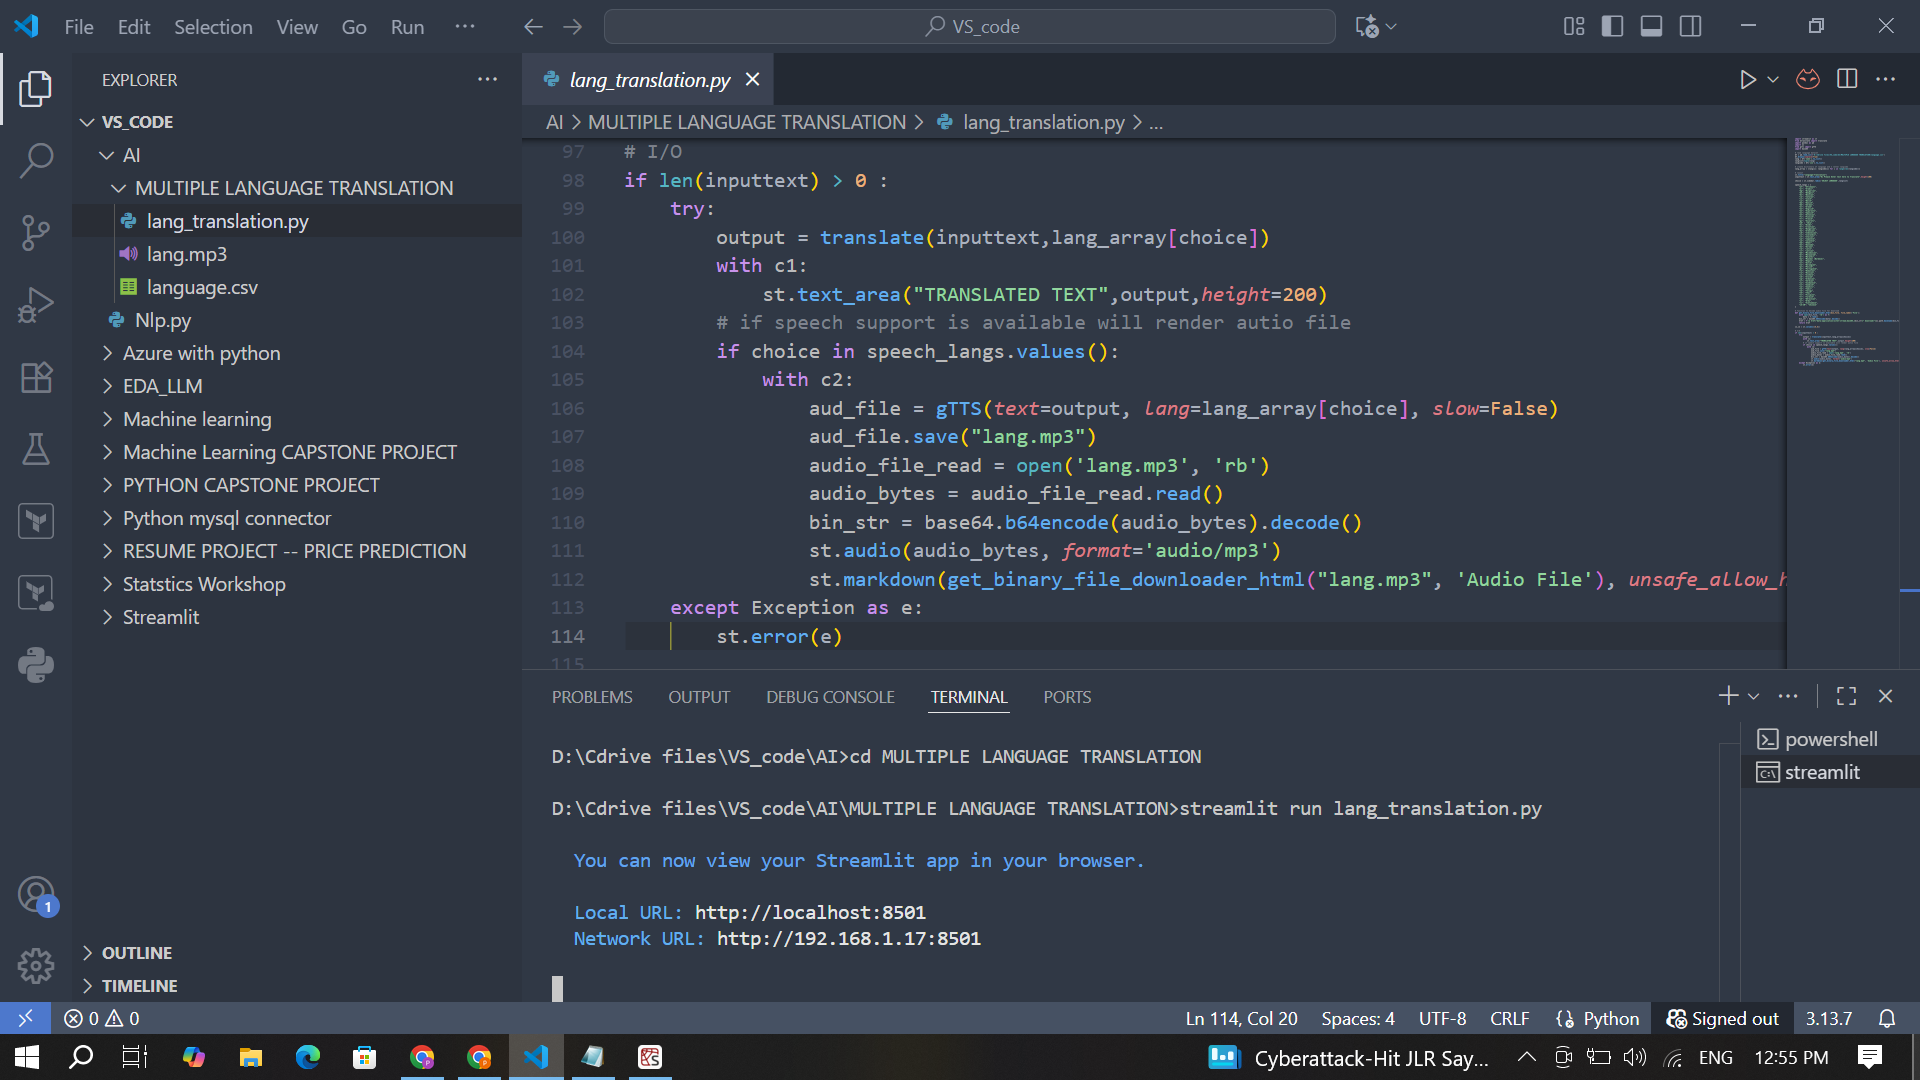 File Edit Selection View Go Run ... VS_code
EXPLORER
VS_CODE
AI
MULTIPLE LANGUAGE TRANSLATION
lang_translation.py
lang.mp3
language.csv
Nlp.py
Azure with python
EDA_LLM
Machine learning
Machine Learning CAPSTONE PROJECT
PYTHON CAPSTONE PROJECT
Python mysql connector
RESUME PROJECT -- PRICE PREDICTION
Statstics Workshop
Streamlit
OUTLINE
TIMELINE
1
lang_translation.py
AI > MULTIPLE LANGUAGE TRANSLATION > lang_translation.py > ...
97 # I/O
98 if len(inputtext) > 0 :
99 try:
100 output = translate(inputtext,lang_array[choice])
101 with c1:
102 st.text_area("TRANSLATED TEXT",output,height=200)
103 # if speech support is available will render autio file
104 if choice in speech_langs.values():
105 with c2:
106 aud_file = gTTS(text=output, lang=lang_array[choice], slow=False)
107 aud_file.save("lang.mp3")
108 audio_file_read = open('lang.mp3', 'rb')
109 audio_bytes = audio_file_read.read()
110 bin_str = base64.b64encode(audio_bytes).decode()
111 st.audio(audio_bytes, format='audio/mp3')
112 st.markdown(get_binary_file_downloader_html("lang.mp3", 'Audio File'), unsafe_allow_h
113 except Exception as e:
114 st.error(e)
115
PROBLEMS OUTPUT DEBUG CONSOLE TERMINAL PORTS
D:\Cdrive files\VS_code\AI>cd MULTIPLE LANGUAGE TRANSLATION
D:\Cdrive files\VS_code\AI\MULTIPLE LANGUAGE TRANSLATION>streamlit run lang_translation.py
You can now view your Streamlit app in your browser.
Local URL: http://localhost:8501
Network URL: http://192.168.1.17:8501
powershell
streamlit
0 0
Ln 114, Col 20 Spaces: 4 UTF-8 CRLF Python Signed out 3.13.7
Cyberattack-Hit JLR Say... ENG 12:55 PM